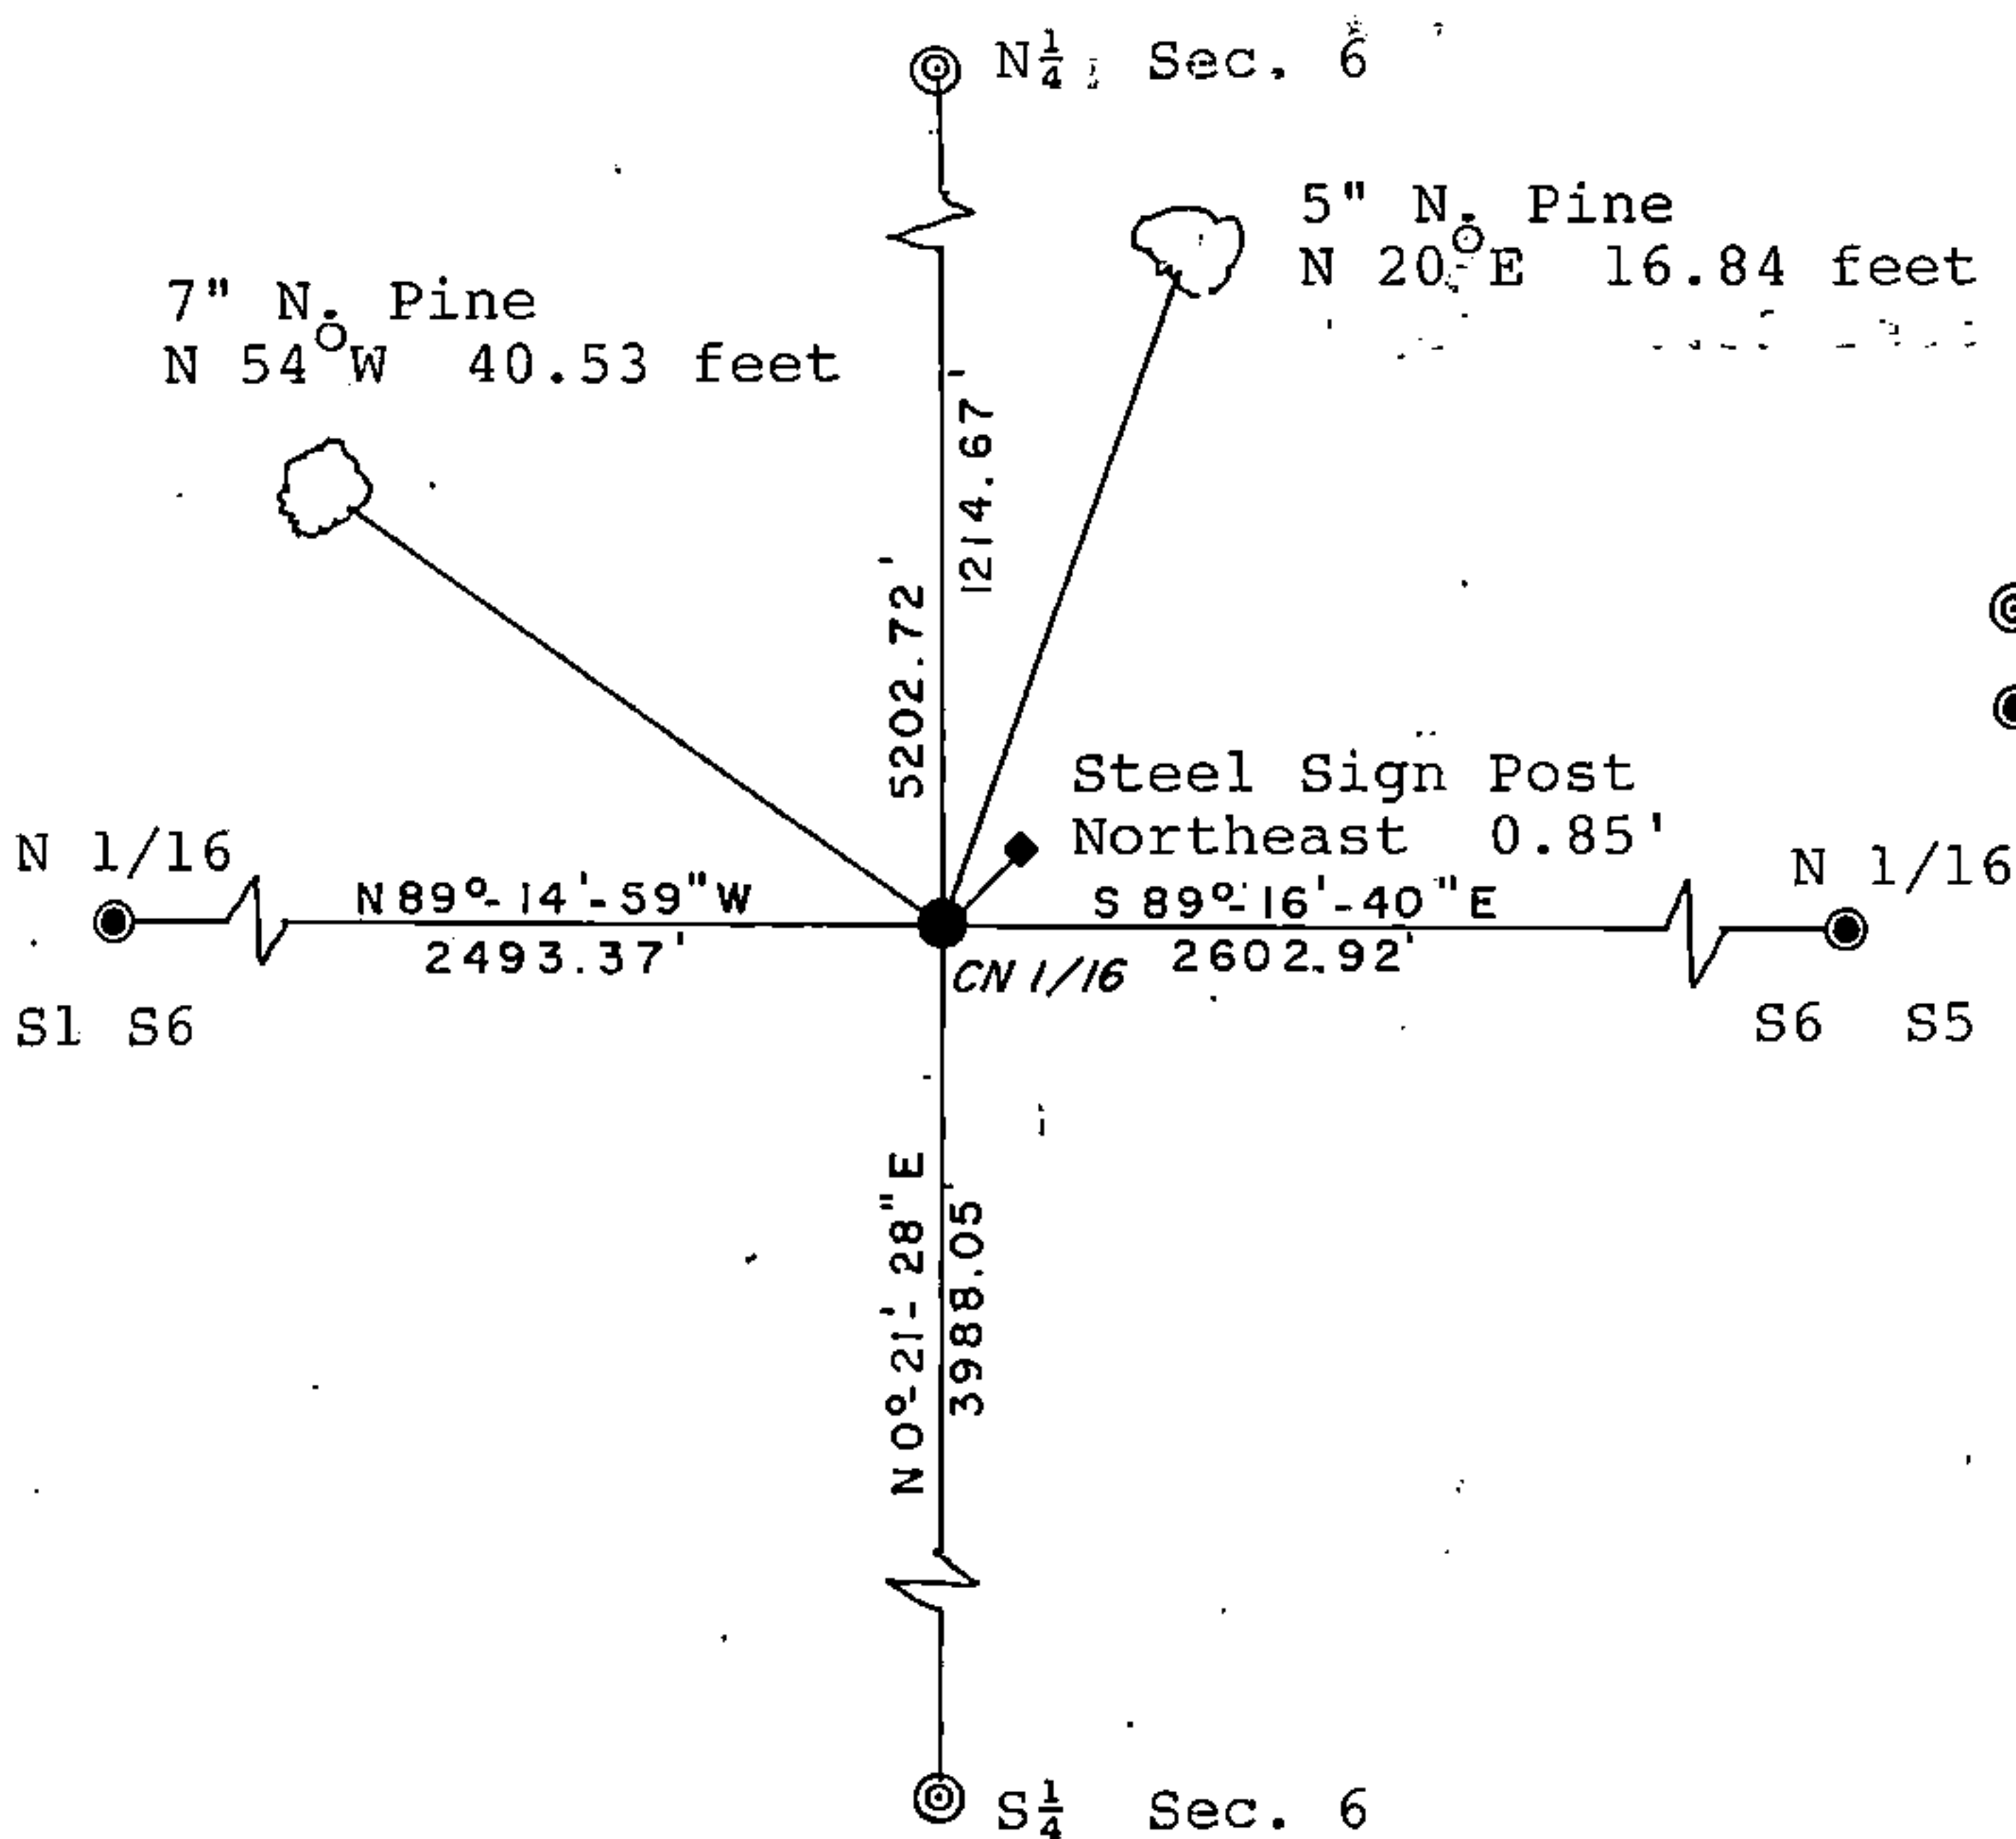 N¼, Sec. 6
5" N. Pine
N 20° E 16.84 feet
7" N. Pine
N 54° W 40.53 feet
1214.67'
5202.72'
Steel Sign Post
Northeast 0.85'
N 1/16
N 89°-14'-59" W
2493.37'
S 89°-16'-40" E
2602.92'
N 1/16
CN 1/16
S1 S6
S6 S5
N 0°-21'-28" E
3988.05'
S¼ Sec. 6